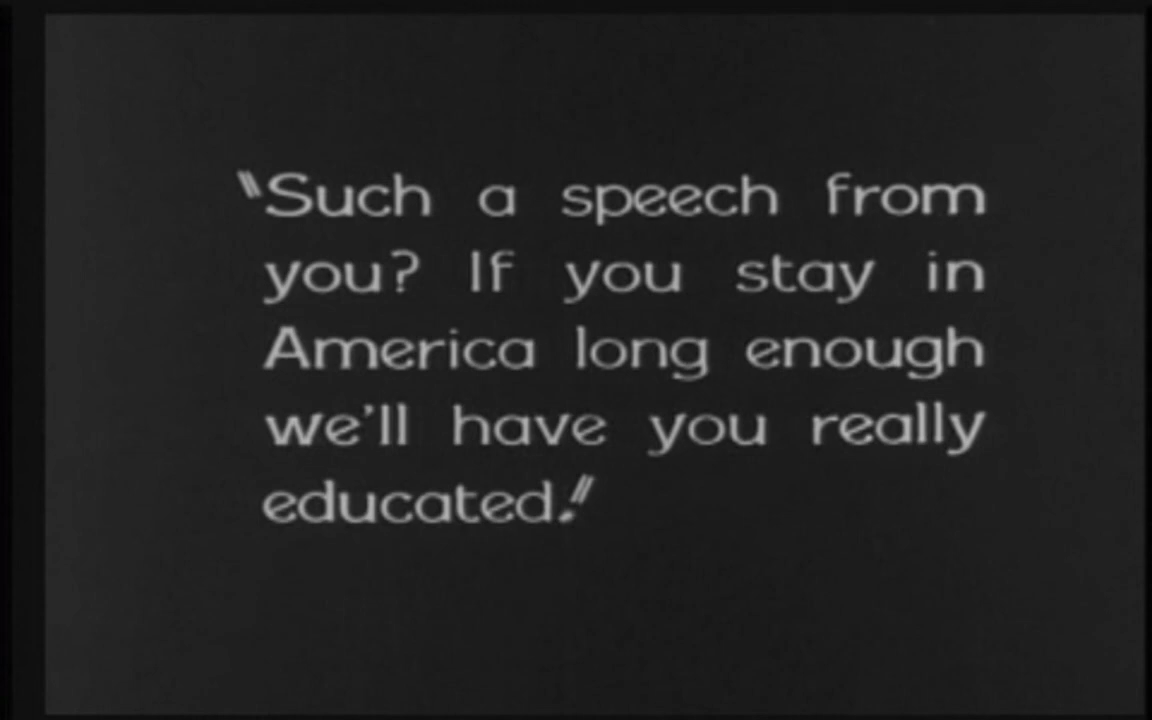 "Such a speech from
you? If you stay in
America long enough
we'll have you really
educated."